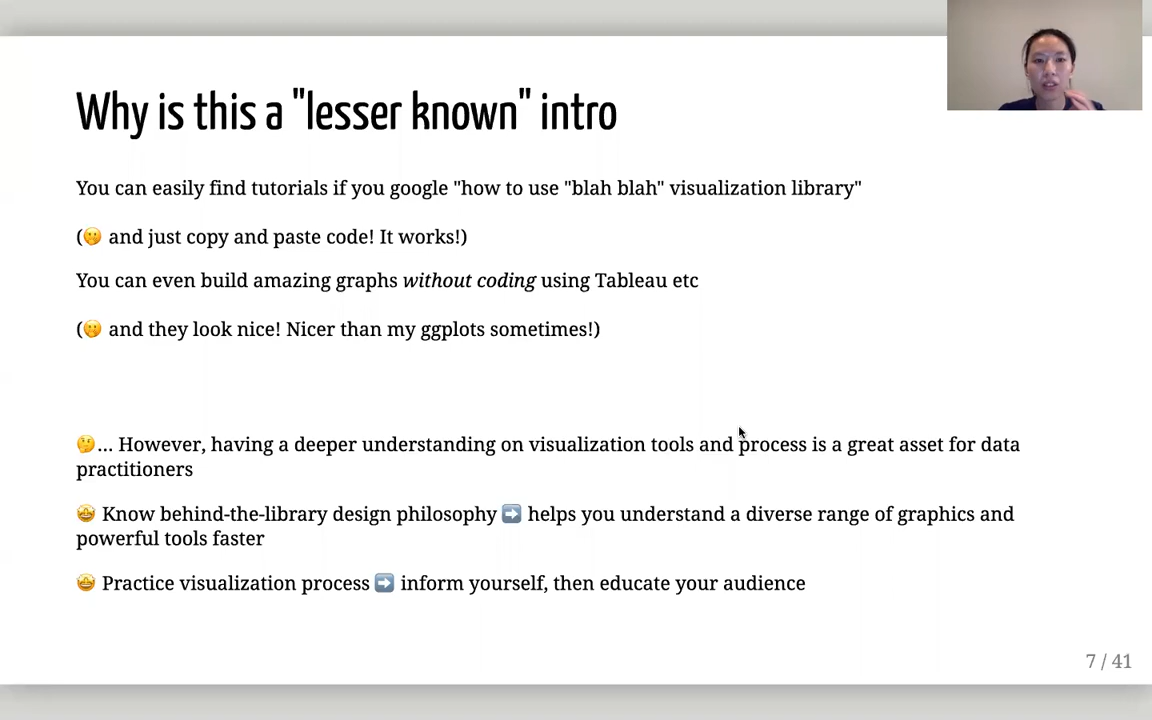 Why is this a "lesser known" intro
You can easily find tutorials if you google "how to use "blah blah" visualization library"
(🤫 and just copy and paste code! It works!)
You can even build amazing graphs without coding using Tableau etc
(🤫 and they look nice! Nicer than my ggplots sometimes!)
🤔... However, having a deeper understanding on visualization tools and process is a great asset for data
practitioners
🤩 Know behind-the-library design philosophy ➡️ helps you understand a diverse range of graphics and
powerful tools faster
🤩 Practice visualization process ➡️ inform yourself, then educate your audience
7 / 41